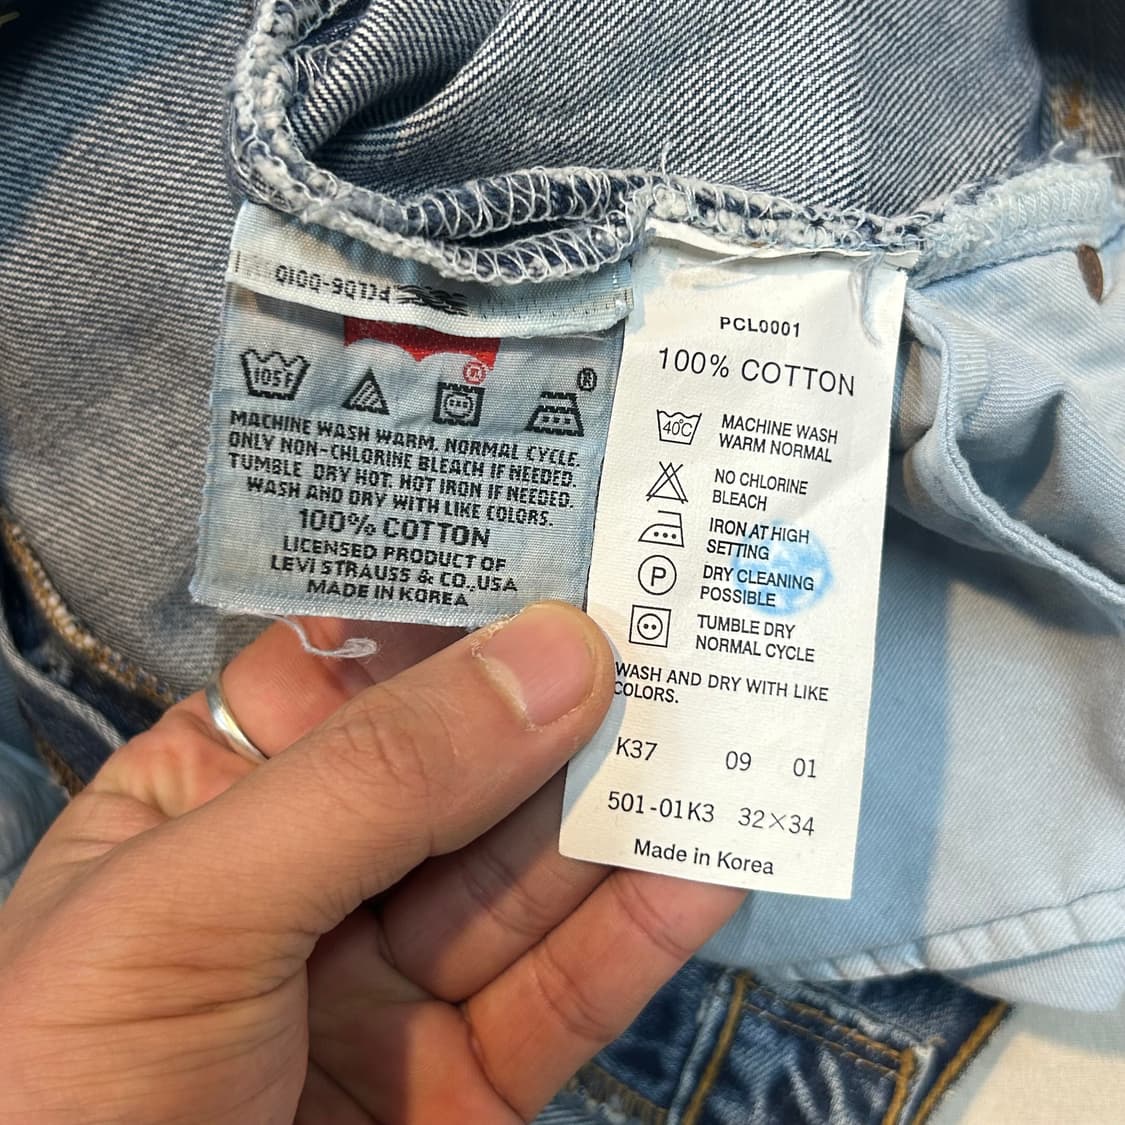 105F
®
®
MACHINE WASH WARM. NORMAL CYCLE.
ONLY NON-CHLORINE BLEACH IF NEEDED.
TUMBLE DRY HOT. HOT IRON IF NEEDED.
WASH AND DRY WITH LIKE COLORS.
100% COTTON
LICENSED PRODUCT OF
LEVI STRAUSS & CO., USA
MADE IN KOREA
PCL0001
100% COTTON
40°C MACHINE WASH
WARM NORMAL
NO CHLORINE
BLEACH
IRON AT HIGH
SETTING
P DRY CLEANING
POSSIBLE
TUMBLE DRY
NORMAL CYCLE
WASH AND DRY WITH LIKE
COLORS.
K37 09 01
501-01K3 32×34
Made in Korea